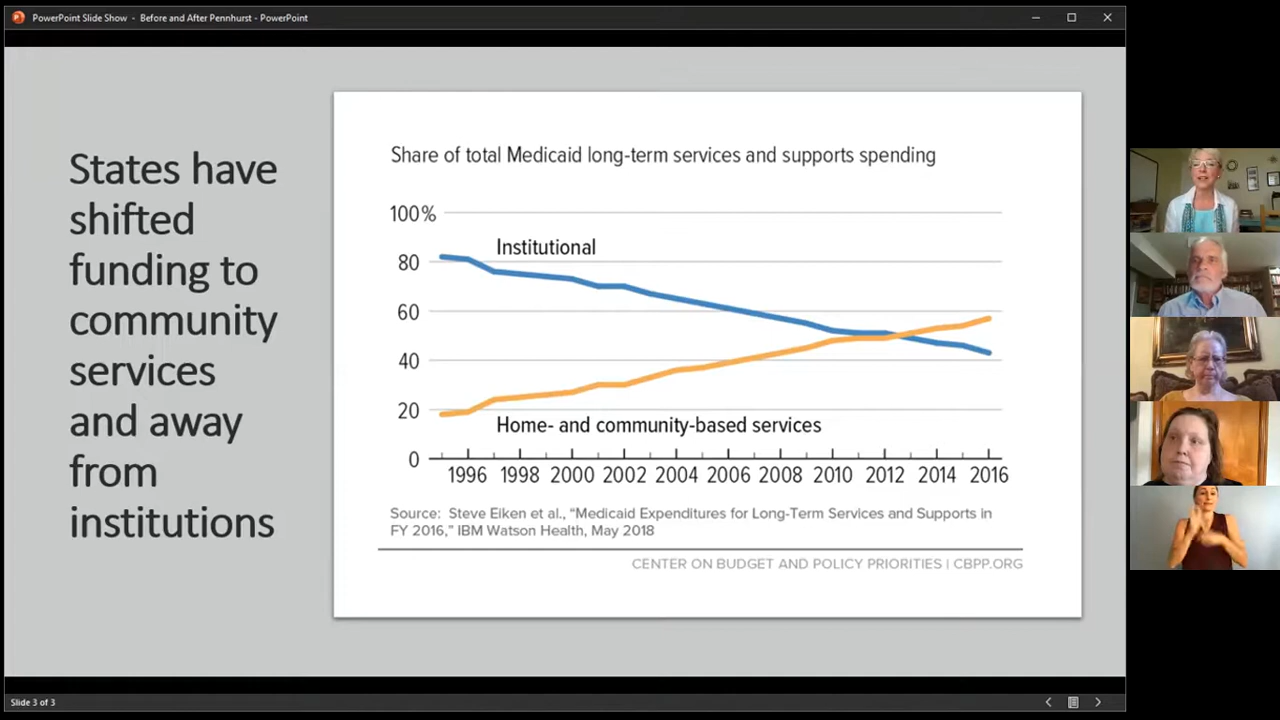 PowerPoint Slide Show - Before and After Pennhurst - PowerPoint
States have
shifted
funding to
community
services
and away
from
institutions
Share of total Medicaid long-term services and supports spending
100%
Institutional
80
60
40
20
Home- and community-based services
0
1996 1998 2000 2002 2004 2006 2008 2010 2012 2014 2016
Source: Steve Eiken et al., “Medicaid Expenditures for Long-Term Services and Supports in
FY 2016,” IBM Watson Health, May 2018
CENTER ON BUDGET AND POLICY PRIORITIES | CBPP.ORG
Slide 3 of 3